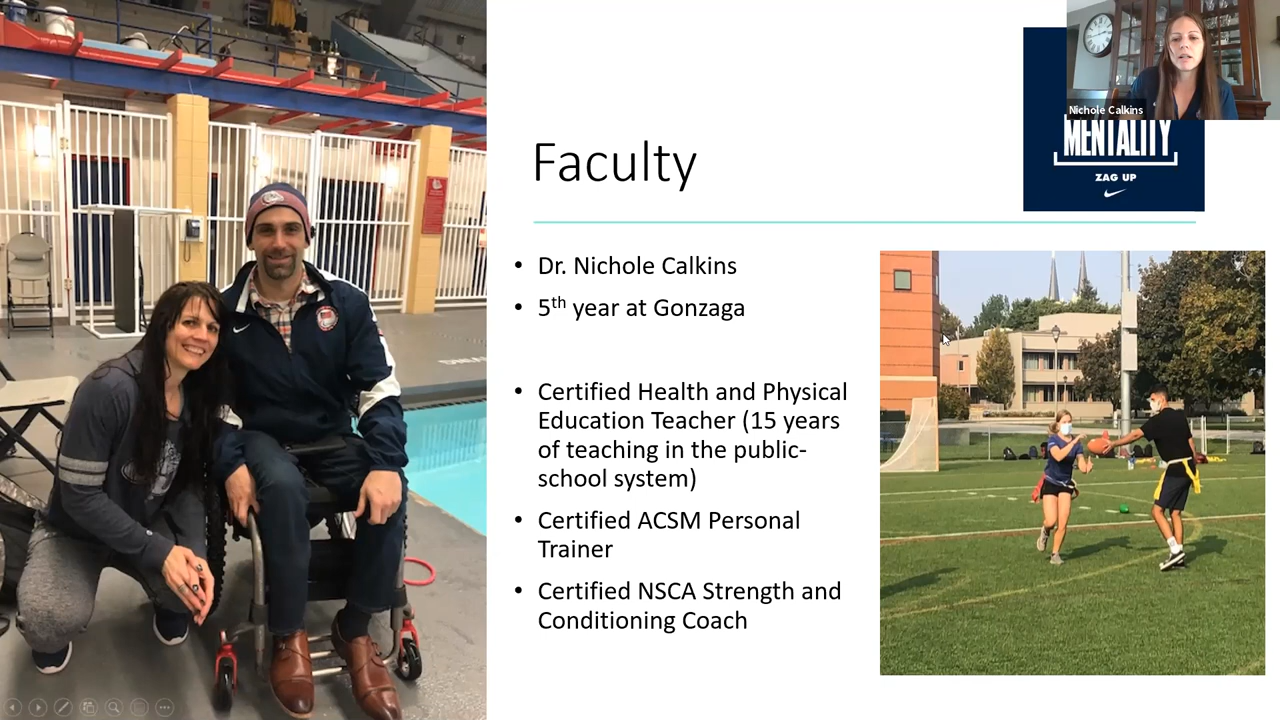 Nichole Calkins
MENTALITY
ZAG UP
Faculty
• Dr. Nichole Calkins
• 5th year at Gonzaga
• Certified Health and Physical
Education Teacher (15 years
of teaching in the public-
school system)
• Certified ACSM Personal
Trainer
• Certified NSCA Strength and
Conditioning Coach